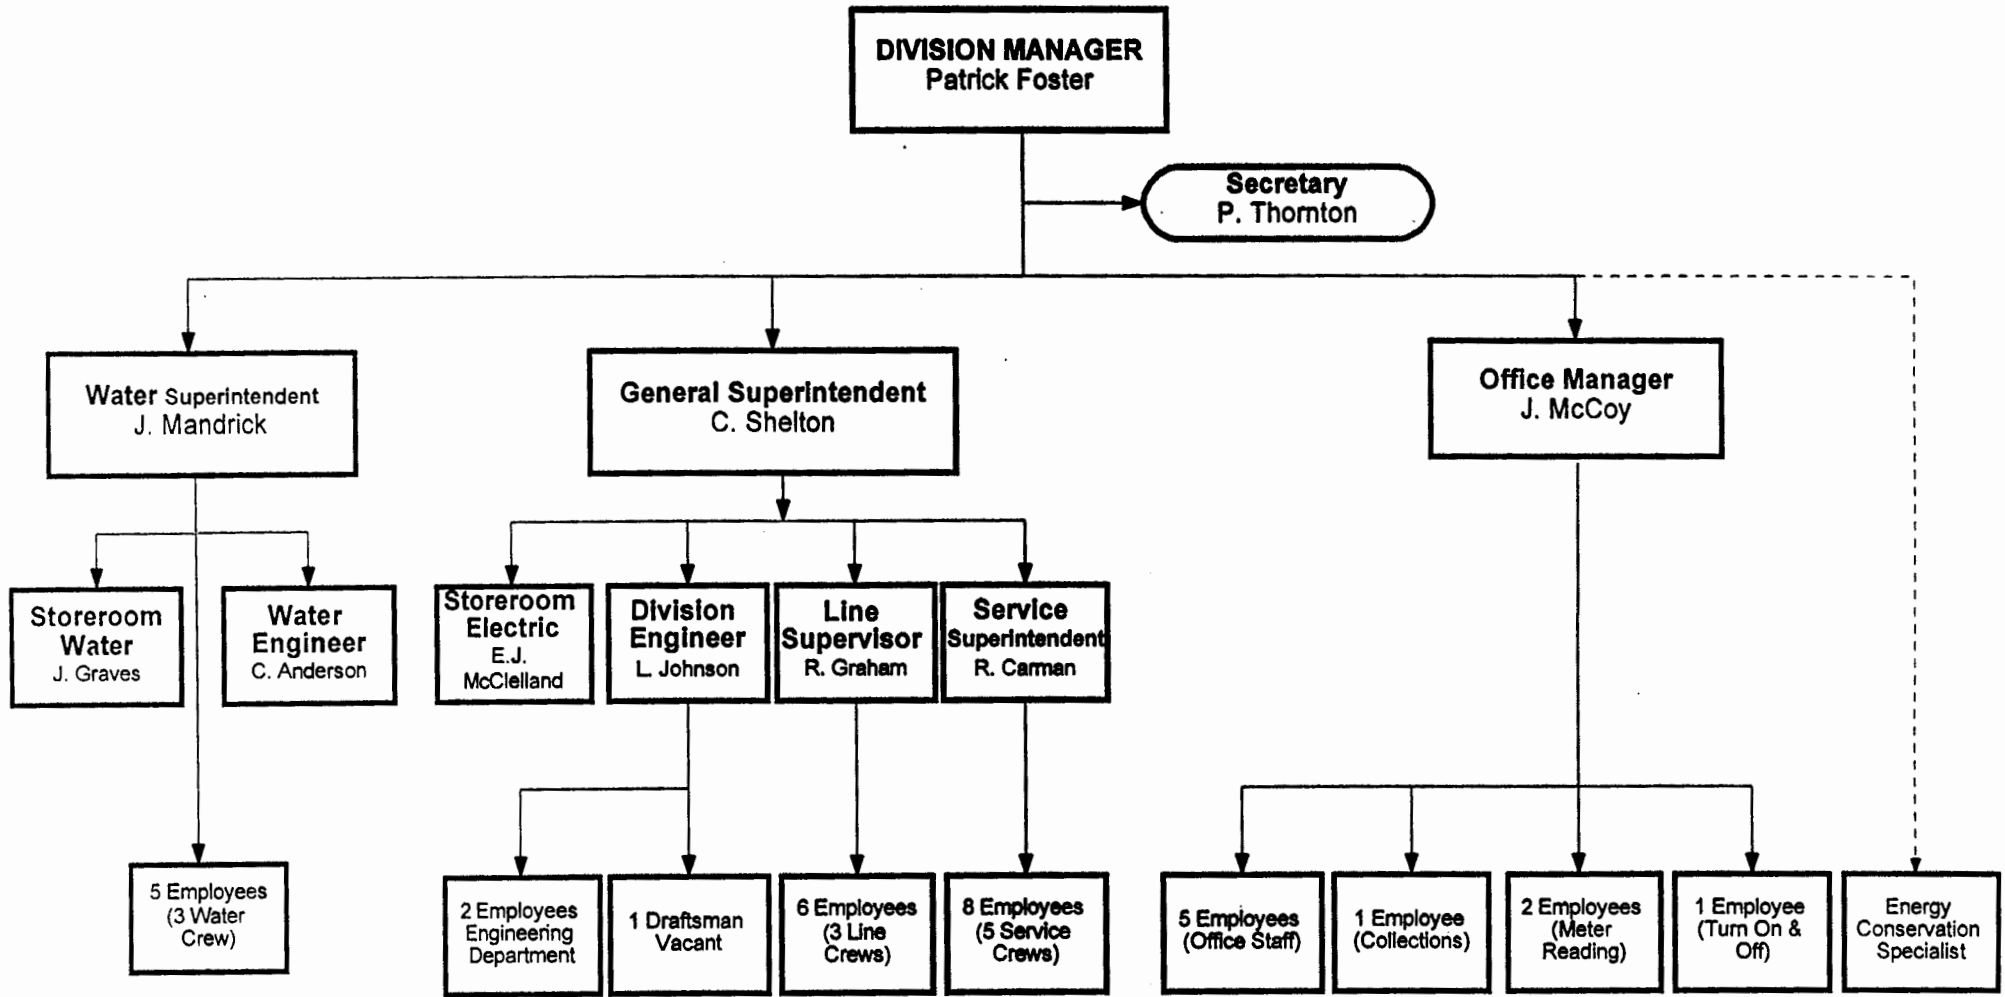 DIVISION MANAGER
Patrick Foster
Secretary
P. Thornton
Water Superintendent
J. Mandrick
General Superintendent
C. Shelton
Office Manager
J. McCoy
Storeroom
Water
J. Graves
Water
Engineer
C. Anderson
Storeroom
Electric
E.J.
McClelland
Division
Engineer
L. Johnson
Line
Supervisor
R. Graham
Service
Superintendent
R. Carman
5 Employees
(3 Water
Crew)
2 Employees
Engineering
Department
1 Draftsman
Vacant
6 Employees
(3 Line
Crews)
8 Employees
(5 Service
Crews)
5 Employees
(Office Staff)
1 Employee
(Collections)
2 Employees
(Meter
Reading)
1 Employee
(Turn On &
Off)
Energy
Conservation
Specialist